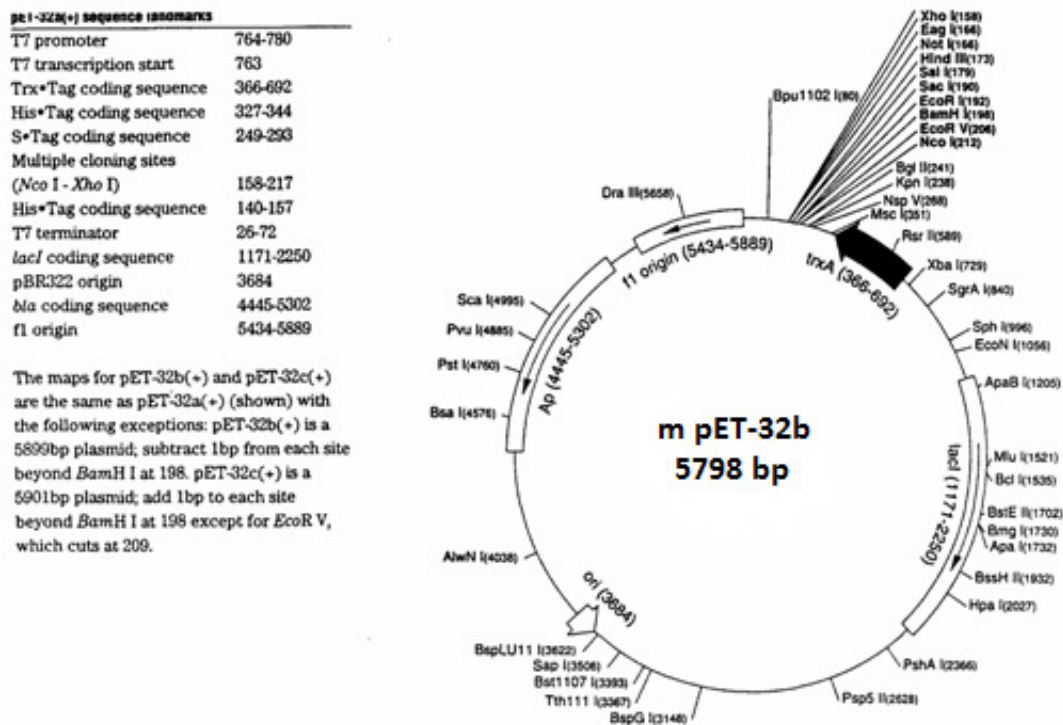 pET-32a(+) sequence landmarks
T7 promoter 764-780
T7 transcription start 763
Trx•Tag coding sequence 366-692
His•Tag coding sequence 327-344
S•Tag coding sequence 249-293
Multiple cloning sites
(Nco I - Xho I) 158-217
His•Tag coding sequence 140-157
T7 terminator 26-72
lacI coding sequence 1171-2250
pBR322 origin 3684
bla coding sequence 4445-5302
f1 origin 5434-5889
The maps for pET-32b(+) and pET-32c(+)
are the same as pET-32a(+) (shown) with
the following exceptions: pET-32b(+) is a
5899bp plasmid; subtract 1bp from each site
beyond BamH I at 198. pET-32c(+) is a
5901bp plasmid; add 1bp to each site
beyond BamH I at 198 except for EcoR V,
which cuts at 209.
Xho I(158)
Eag I(166)
Not I(166)
Hind III(173)
Sal I(179)
Sac I(190)
EcoR I(192)
BamH I(198)
EcoR V(206)
Nco I(212)
Bpu1102 I(80)
Bgl II(241)
Kpn I(238)
Nsp V(268)
Msc I(351)
Rsr II(589)
Xba I(729)
SgrA I(840)
Sph I(996)
EcoN I(1056)
ApaB I(1205)
Mlu I(1521)
Bcl I(1535)
BstE II(1702)
Bmg I(1730)
Apa I(1732)
BssH II(1932)
Hpa I(2027)
PshA I(2366)
Psp5 II(2628)
BspG I(3148)
Tth111 I(3367)
Bst1107 I(3393)
Sap I(3506)
BspLU11 I(3622)
AlwN I(4038)
Bsa I(4576)
Pst I(4760)
Pvu I(4885)
Sca I(4995)
Dra III(5658)
f1 origin (5434-5889)
trxA (366-692)
Ap (4445-5302)
lacI (1171-2250)
ori (3684)
m pET-32b
5798 bp